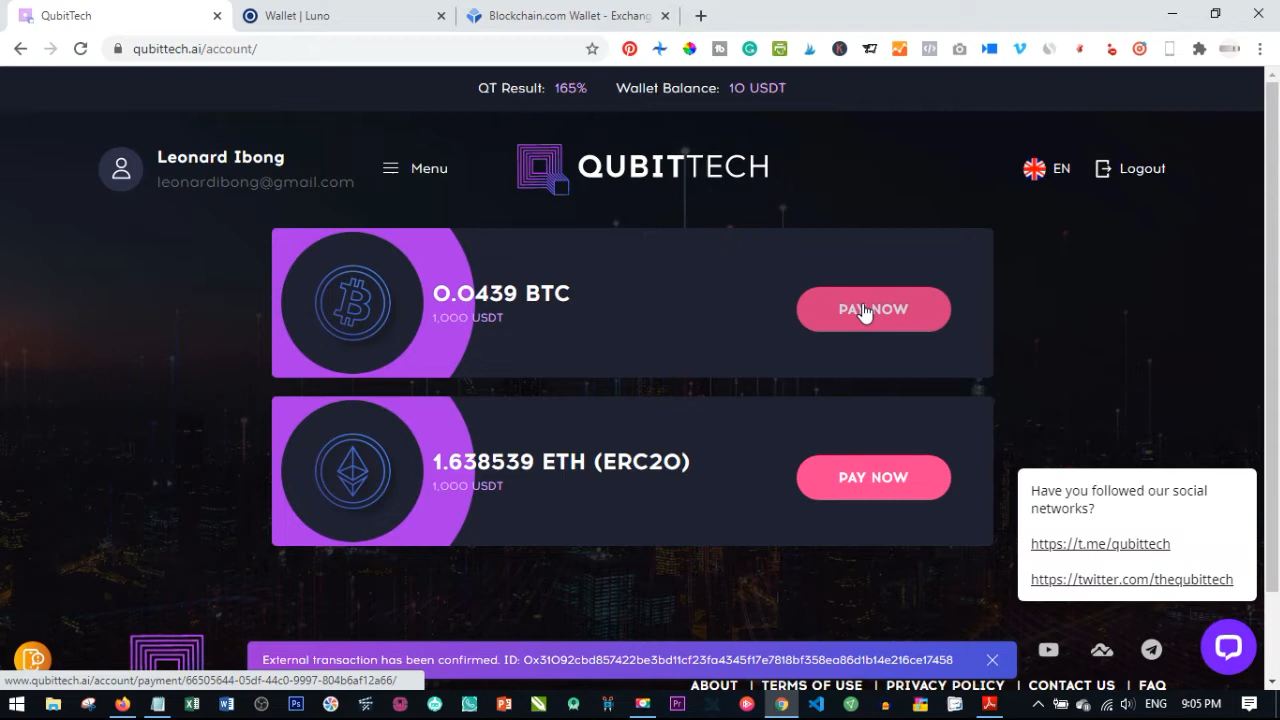 QubitTech
Wallet | Luno
Blockchain.com Wallet - Exchang
qubittech.ai/account/
QT Result: 165% Wallet Balance: 10 USDT
Leonard Ibong
leonardibong@gmail.com
Menu
QUBITTECH
EN
Logout
0.0439 BTC
1,000 USDT
PAY NOW
1.638539 ETH (ERC20)
1,000 USDT
PAY NOW
Have you followed our social
networks?
https://t.me/qubittech
https://twitter.com/thequbittech
External transaction has been confirmed. ID: 0x31092cbd857422be3bd11cf23fa4345f17e7818bf358ea86d1b14e216ce17458
www.qubittech.ai/account/payment/66505644-05df-44c0-9997-804b6af12a66/
ABOUT TERMS OF USE PRIVACY POLICY CONTACT US FAQ
ENG 9:05 PM